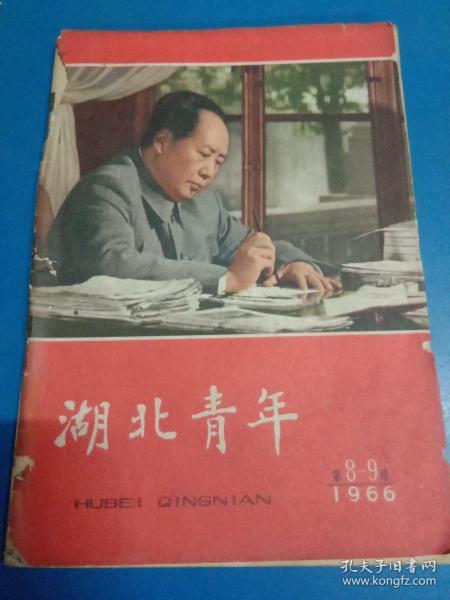 湖北青年
HUBEI QINGNIAN
第8-9期
1966
孔夫子旧书网
www.kongfz.com